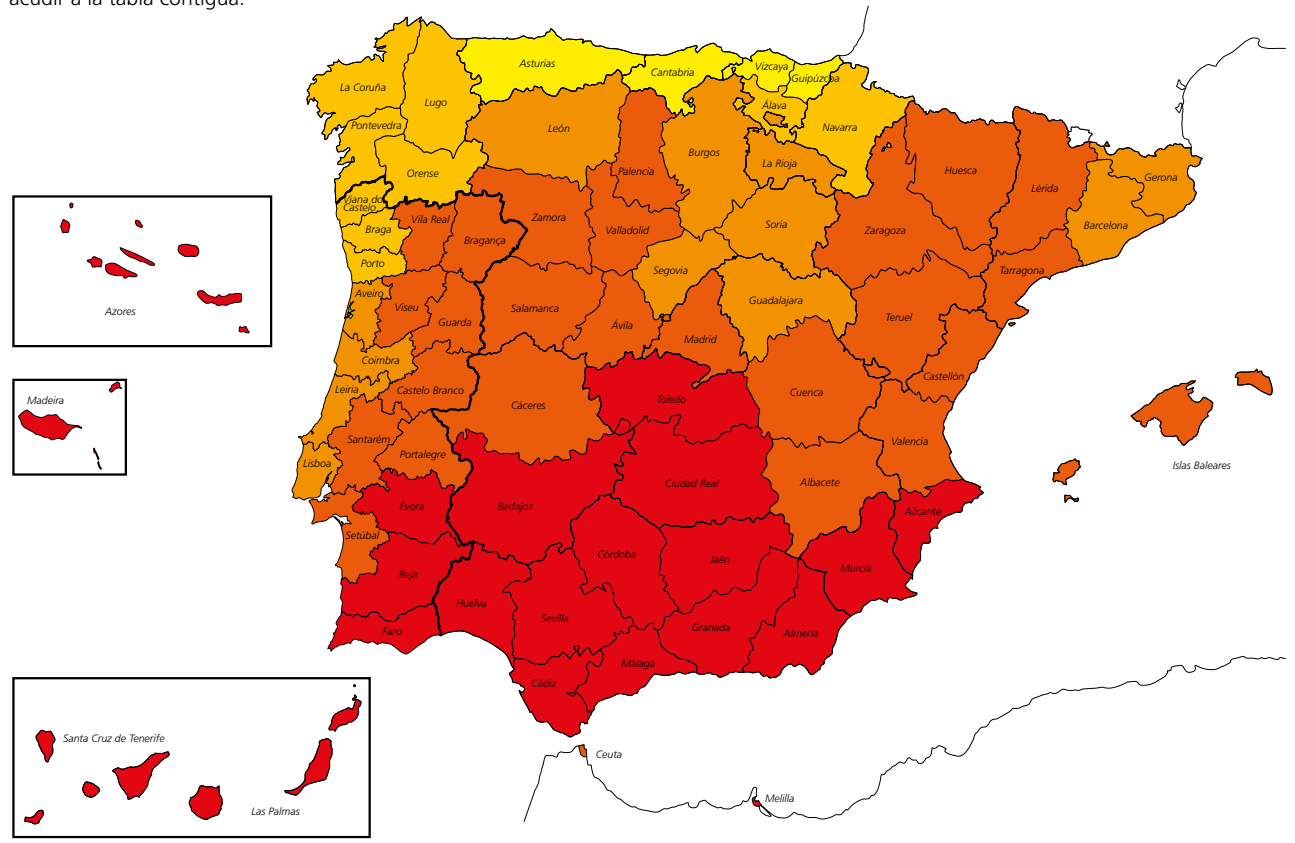 acudir a la tabla contigua.
Asturias
Cantabria
Vizcaya
Guipúzcoa
La Coruña
Lugo
Álava
Pontevedra
León
Navarra
Burgos
La Rioja
Orense
Palencia
Huesca
Lérida
Gerona
Viana do
Castelo
Vila Real
Zamora
Braga
Bragança
Valladolid
Soria
Zaragoza
Barcelona
Porto
Segovia
Tarragona
Aveiro
Viseu
Guarda
Salamanca
Guadalajara
Ávila
Madrid
Teruel
Azores
Coimbra
Leiria
Castelo Branco
Castellón
Madeira
Cáceres
Toledo
Cuenca
Santarém
Portalegre
Valencia
Lisboa
Islas Baleares
Ciudad Real
Albacete
Évora
Badajoz
Alicante
Setúbal
Beja
Córdoba
Jaén
Murcia
Huelva
Sevilla
Faro
Granada
Almería
Málaga
Cádiz
Santa Cruz de Tenerife
Ceuta
Las Palmas
Melilla